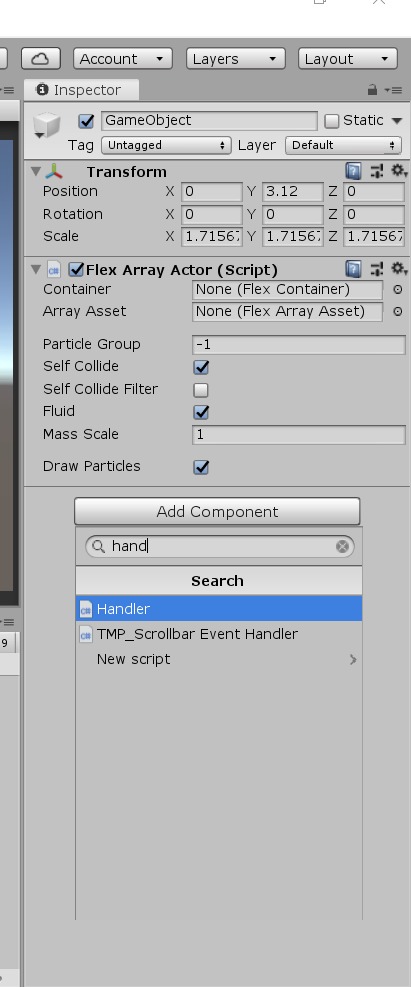 Account Layers Layout
Inspector
GameObject Static
Tag Untagged Layer Default
Transform
Position X 0 Y 3.12 Z 0
Rotation X 0 Y 0 Z 0
Scale X 1.7156 Y 1.7156 Z 1.7156
Flex Array Actor (Script)
Container None (Flex Container)
Array Asset None (Flex Array Asset)
Particle Group -1
Self Collide
Self Collide Filter
Fluid
Mass Scale 1
Draw Particles
Add Component
hand
Search
Handler
TMP_Scrollbar Event Handler
9
New script